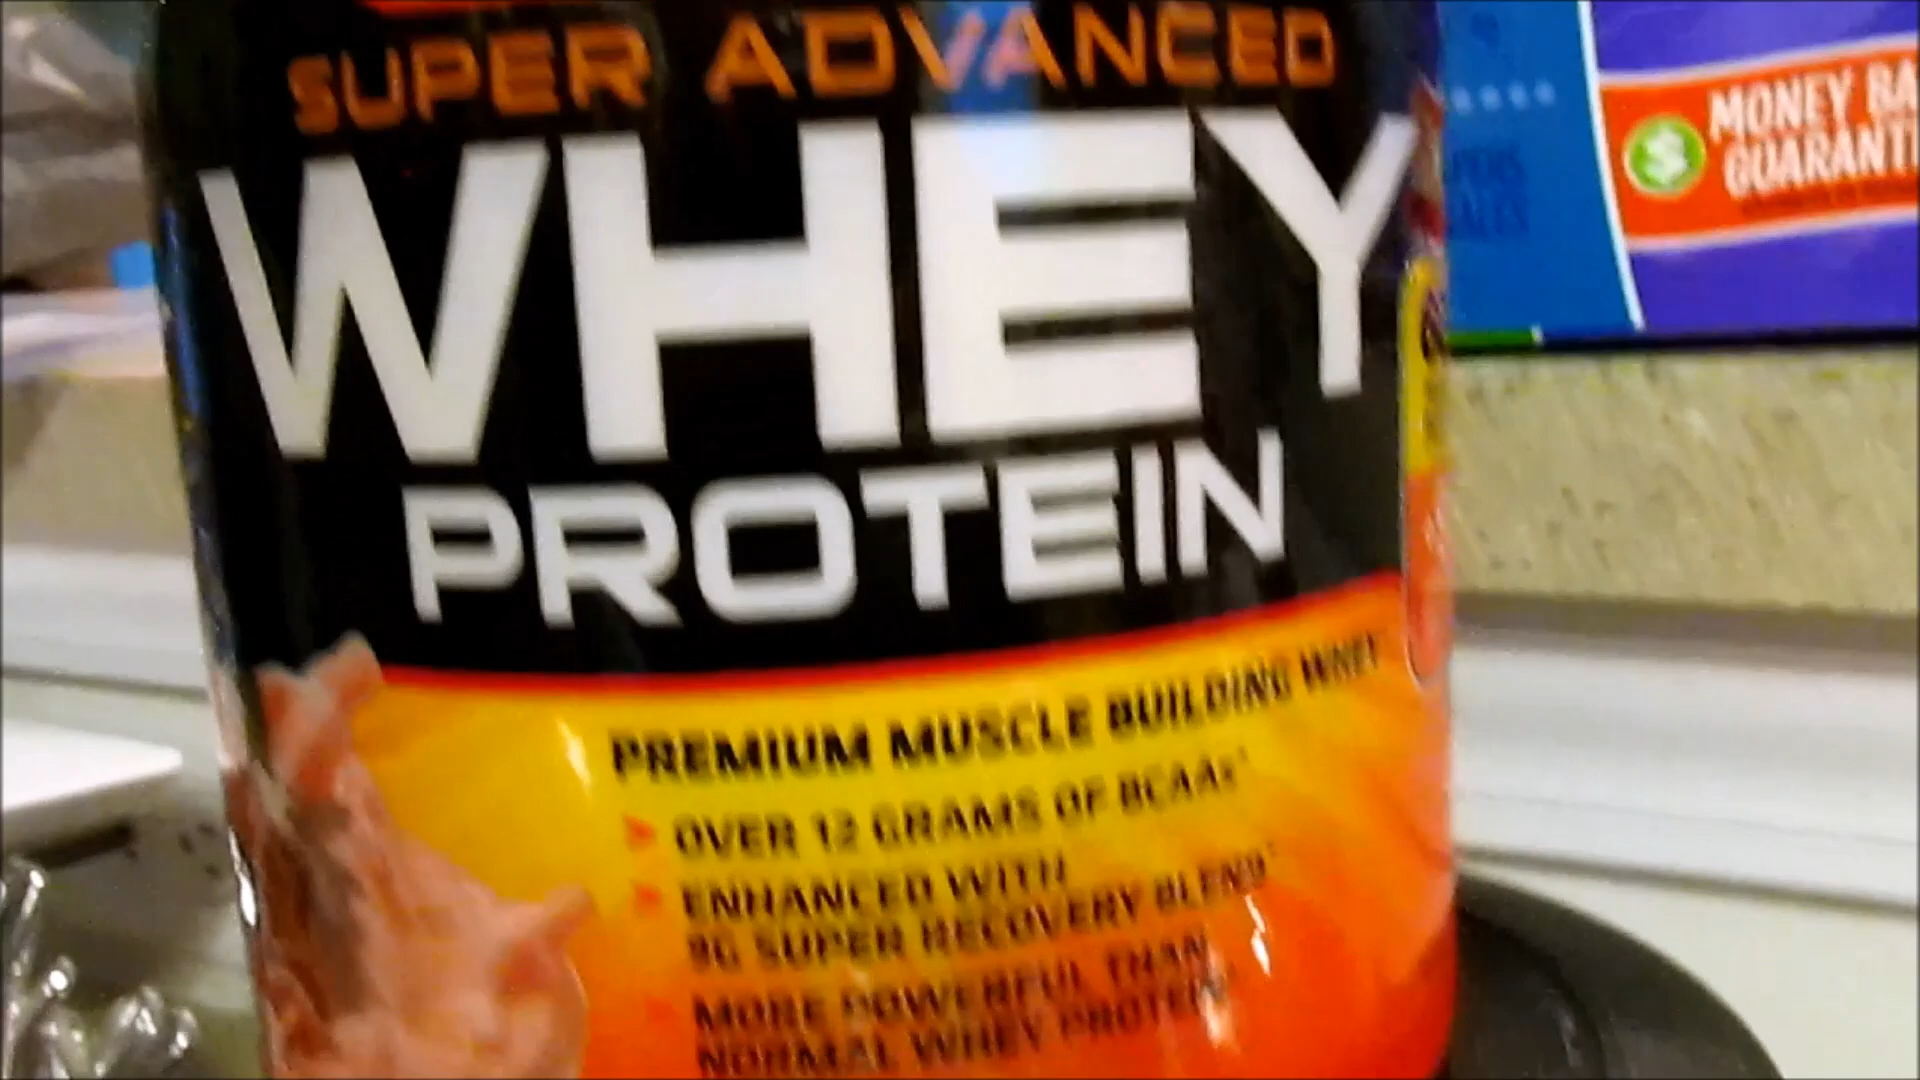 SUPER ADVANCED
WHEY
PROTEIN
PREMIUM MUSCLE BUILDING WHEY
OVER 12 GRAMS OF BCAAs*
ENHANCED WITH
9G SUPER RECOVERY BLEND*
MORE POWERFUL THAN
NORMAL WHEY PROTEIN
MONEY BA
GUARANT